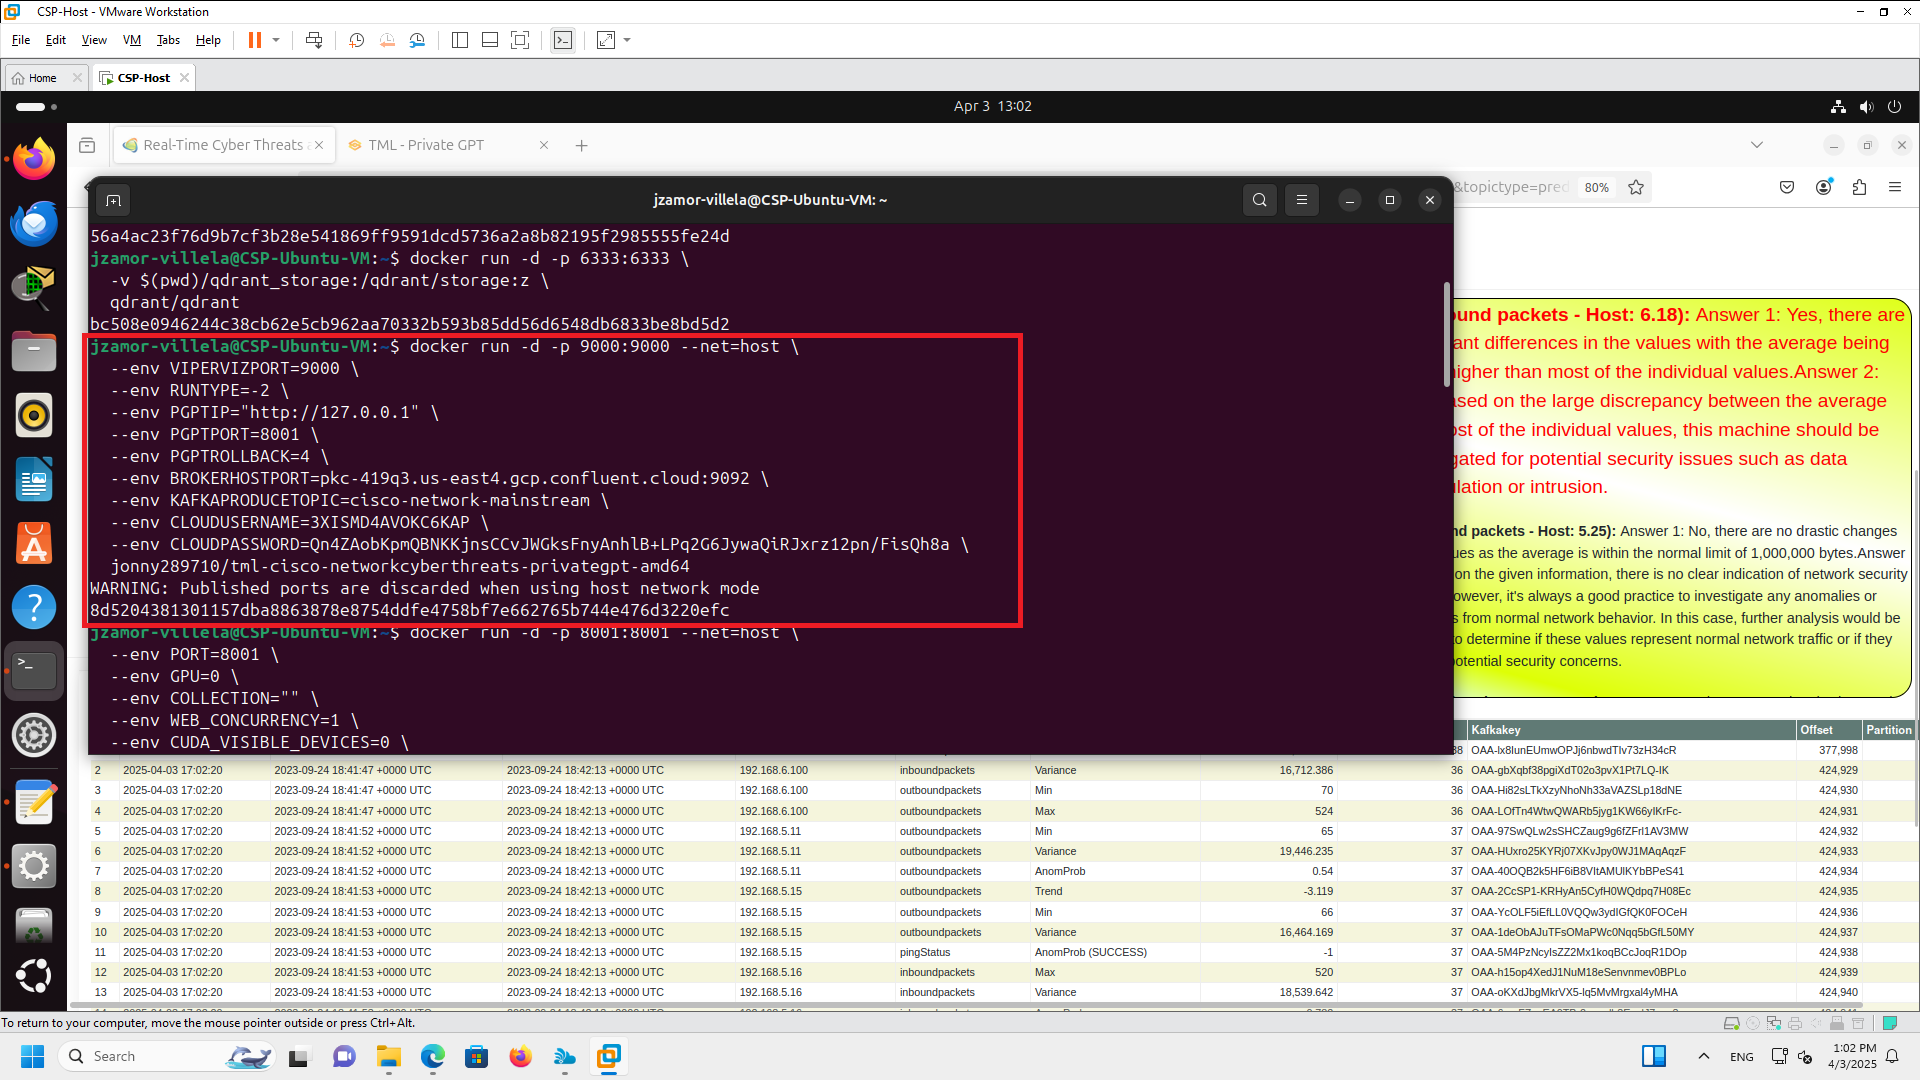 CSP-Host - VMware Workstation
File Edit View VM Tabs Help
Home
CSP-Host
Apr 3 13:02
Real-Time Cyber Threats
TML - Private GPT
&topictype=pred
80%
jzamor-villela@CSP-Ubuntu-VM: ~
56a4ac23f76d9b7cf3b28e541869ff9591dcd5736a2a8b82195f2985555fe24d
jzamor-villela@CSP-Ubuntu-VM:~$ docker run -d -p 6333:6333 \
-v $(pwd)/qdrant_storage:/qdrant/storage:z \
qdrant/qdrant
bc508e0946244c38cb62e5cb962aa70332b593b85dd56d6548db6833be8bd5d2
jzamor-villela@CSP-Ubuntu-VM:~$ docker run -d -p 9000:9000 --net=host \
--env VIPERVIZPORT=9000 \
--env RUNTYPE=-2 \
--env PGPTIP="http://127.0.0.1" \
--env PGPTPORT=8001 \
--env PGPTROLLBACK=4 \
--env BROKERHOSTPORT=pkc-419q3.us-east4.gcp.confluent.cloud:9092 \
--env KAFKAPRODUCETOPIC=cisco-network-mainstream \
--env CLOUDUSERNAME=3XISMD4AVOKC6KAP \
--env CLOUDPASSWORD=Qn4ZAobKpmQBNKKjnsCCvJWGksFnyAnhlB+LPq2G6JywaQiRJxrz12pn/FisQh8a \
jonny289710/tml-cisco-networkcyberthreats-privategpt-amd64
WARNING: Published ports are discarded when using host network mode
8d5204381301157dba8863878e8754ddfe4758bf7e662765b744e476d3220efc
jzamor-villela@CSP-Ubuntu-VM:~$ docker run -d -p 8001:8001 --net=host \
--env PORT=8001 \
--env GPU=0 \
--env COLLECTION="" \
--env WEB_CONCURRENCY=1 \
--env CUDA_VISIBLE_DEVICES=0 \
ound packets - Host: 6.18): Answer 1: Yes, there are
ant differences in the values with the average being
igher than most of the individual values.Answer 2:
ased on the large discrepancy between the average
ost of the individual values, this machine should be
gated for potential security issues such as data
ulation or intrusion.
nd packets - Host: 5.25): Answer 1: No, there are no drastic changes
ues as the average is within the normal limit of 1,000,000 bytes.Answer
on the given information, there is no clear indication of network security
owever, it's always a good practice to investigate any anomalies or
s from normal network behavior. In this case, further analysis would be
to determine if these values represent normal network traffic or if they
potential security concerns.
Kafkakey Offset Partition
38 OAA-lx8IunEUmwOPJj6nbwdTIv73zH34cR 377,998
2 2025-04-03 17:02:20 2023-09-24 18:41:47 +0000 UTC 2023-09-24 18:42:13 +0000 UTC 192.168.6.100 inboundpackets Variance 16,712.386 36 OAA-gbXqbf38pgiXdT02o3pvX1Pt7LQ-IK 424,929
3 2025-04-03 17:02:20 2023-09-24 18:41:47 +0000 UTC 2023-09-24 18:42:13 +0000 UTC 192.168.6.100 outboundpackets Min 70 36 OAA-Hi82sLTkXzyNhoNh33aVAZSLp18dNE 424,930
4 2025-04-03 17:02:20 2023-09-24 18:41:47 +0000 UTC 2023-09-24 18:42:13 +0000 UTC 192.168.6.100 outboundpackets Max 524 36 OAA-LOfTn4WtwQWARb5jyg1KW66yIKrFc- 424,931
5 2025-04-03 17:02:20 2023-09-24 18:41:52 +0000 UTC 2023-09-24 18:42:13 +0000 UTC 192.168.5.11 outboundpackets Min 65 37 OAA-97SwQLw2sSHCZaug9g6fZFrI1AV3MW 424,932
6 2025-04-03 17:02:20 2023-09-24 18:41:52 +0000 UTC 2023-09-24 18:42:13 +0000 UTC 192.168.5.11 outboundpackets Variance 19,446.235 37 OAA-HUxro25KYRj07XKvJpy0WJ1MAqAqzF 424,933
7 2025-04-03 17:02:20 2023-09-24 18:41:52 +0000 UTC 2023-09-24 18:42:13 +0000 UTC 192.168.5.11 outboundpackets AnomProb 0.54 37 OAA-40OQB2k5HF6iB8VItAMUlKYbBPeS41 424,934
8 2025-04-03 17:02:20 2023-09-24 18:41:53 +0000 UTC 2023-09-24 18:42:13 +0000 UTC 192.168.5.15 outboundpackets Trend -3.119 37 OAA-2CcSP1-KRHyAn5CyfH0WQdpq7H08Ec 424,935
9 2025-04-03 17:02:20 2023-09-24 18:41:53 +0000 UTC 2023-09-24 18:42:13 +0000 UTC 192.168.5.15 outboundpackets Min 66 37 OAA-YcOLF5iEfLL0VQQw3ydIGfQK0FOCeH 424,936
10 2025-04-03 17:02:20 2023-09-24 18:41:53 +0000 UTC 2023-09-24 18:42:13 +0000 UTC 192.168.5.15 outboundpackets Variance 16,464.169 37 OAA-1deObAJuTFsOMaPWc0Nqq5bGfL50MY 424,937
11 2025-04-03 17:02:20 2023-09-24 18:41:53 +0000 UTC 2023-09-24 18:42:13 +0000 UTC 192.168.5.15 pingStatus AnomProb (SUCCESS) -1 37 OAA-5M4PzNcyIsZZ2Mx1koqBCcJoqR1DOp 424,938
12 2025-04-03 17:02:20 2023-09-24 18:41:53 +0000 UTC 2023-09-24 18:42:13 +0000 UTC 192.168.5.16 inboundpackets Max 520 37 OAA-h15op4XedJ1NuM18eSenvnmev0BPLo 424,939
13 2025-04-03 17:02:20 2023-09-24 18:41:53 +0000 UTC 2023-09-24 18:42:13 +0000 UTC 192.168.5.16 inboundpackets Variance 18,539.642 37 OAA-oKXdJbgMkrVX5-lq5MvMrgxal4yMHA 424,940
To return to your computer, move the mouse pointer outside or press Ctrl+Alt.
Search
ENG
1:02 PM
4/3/2025